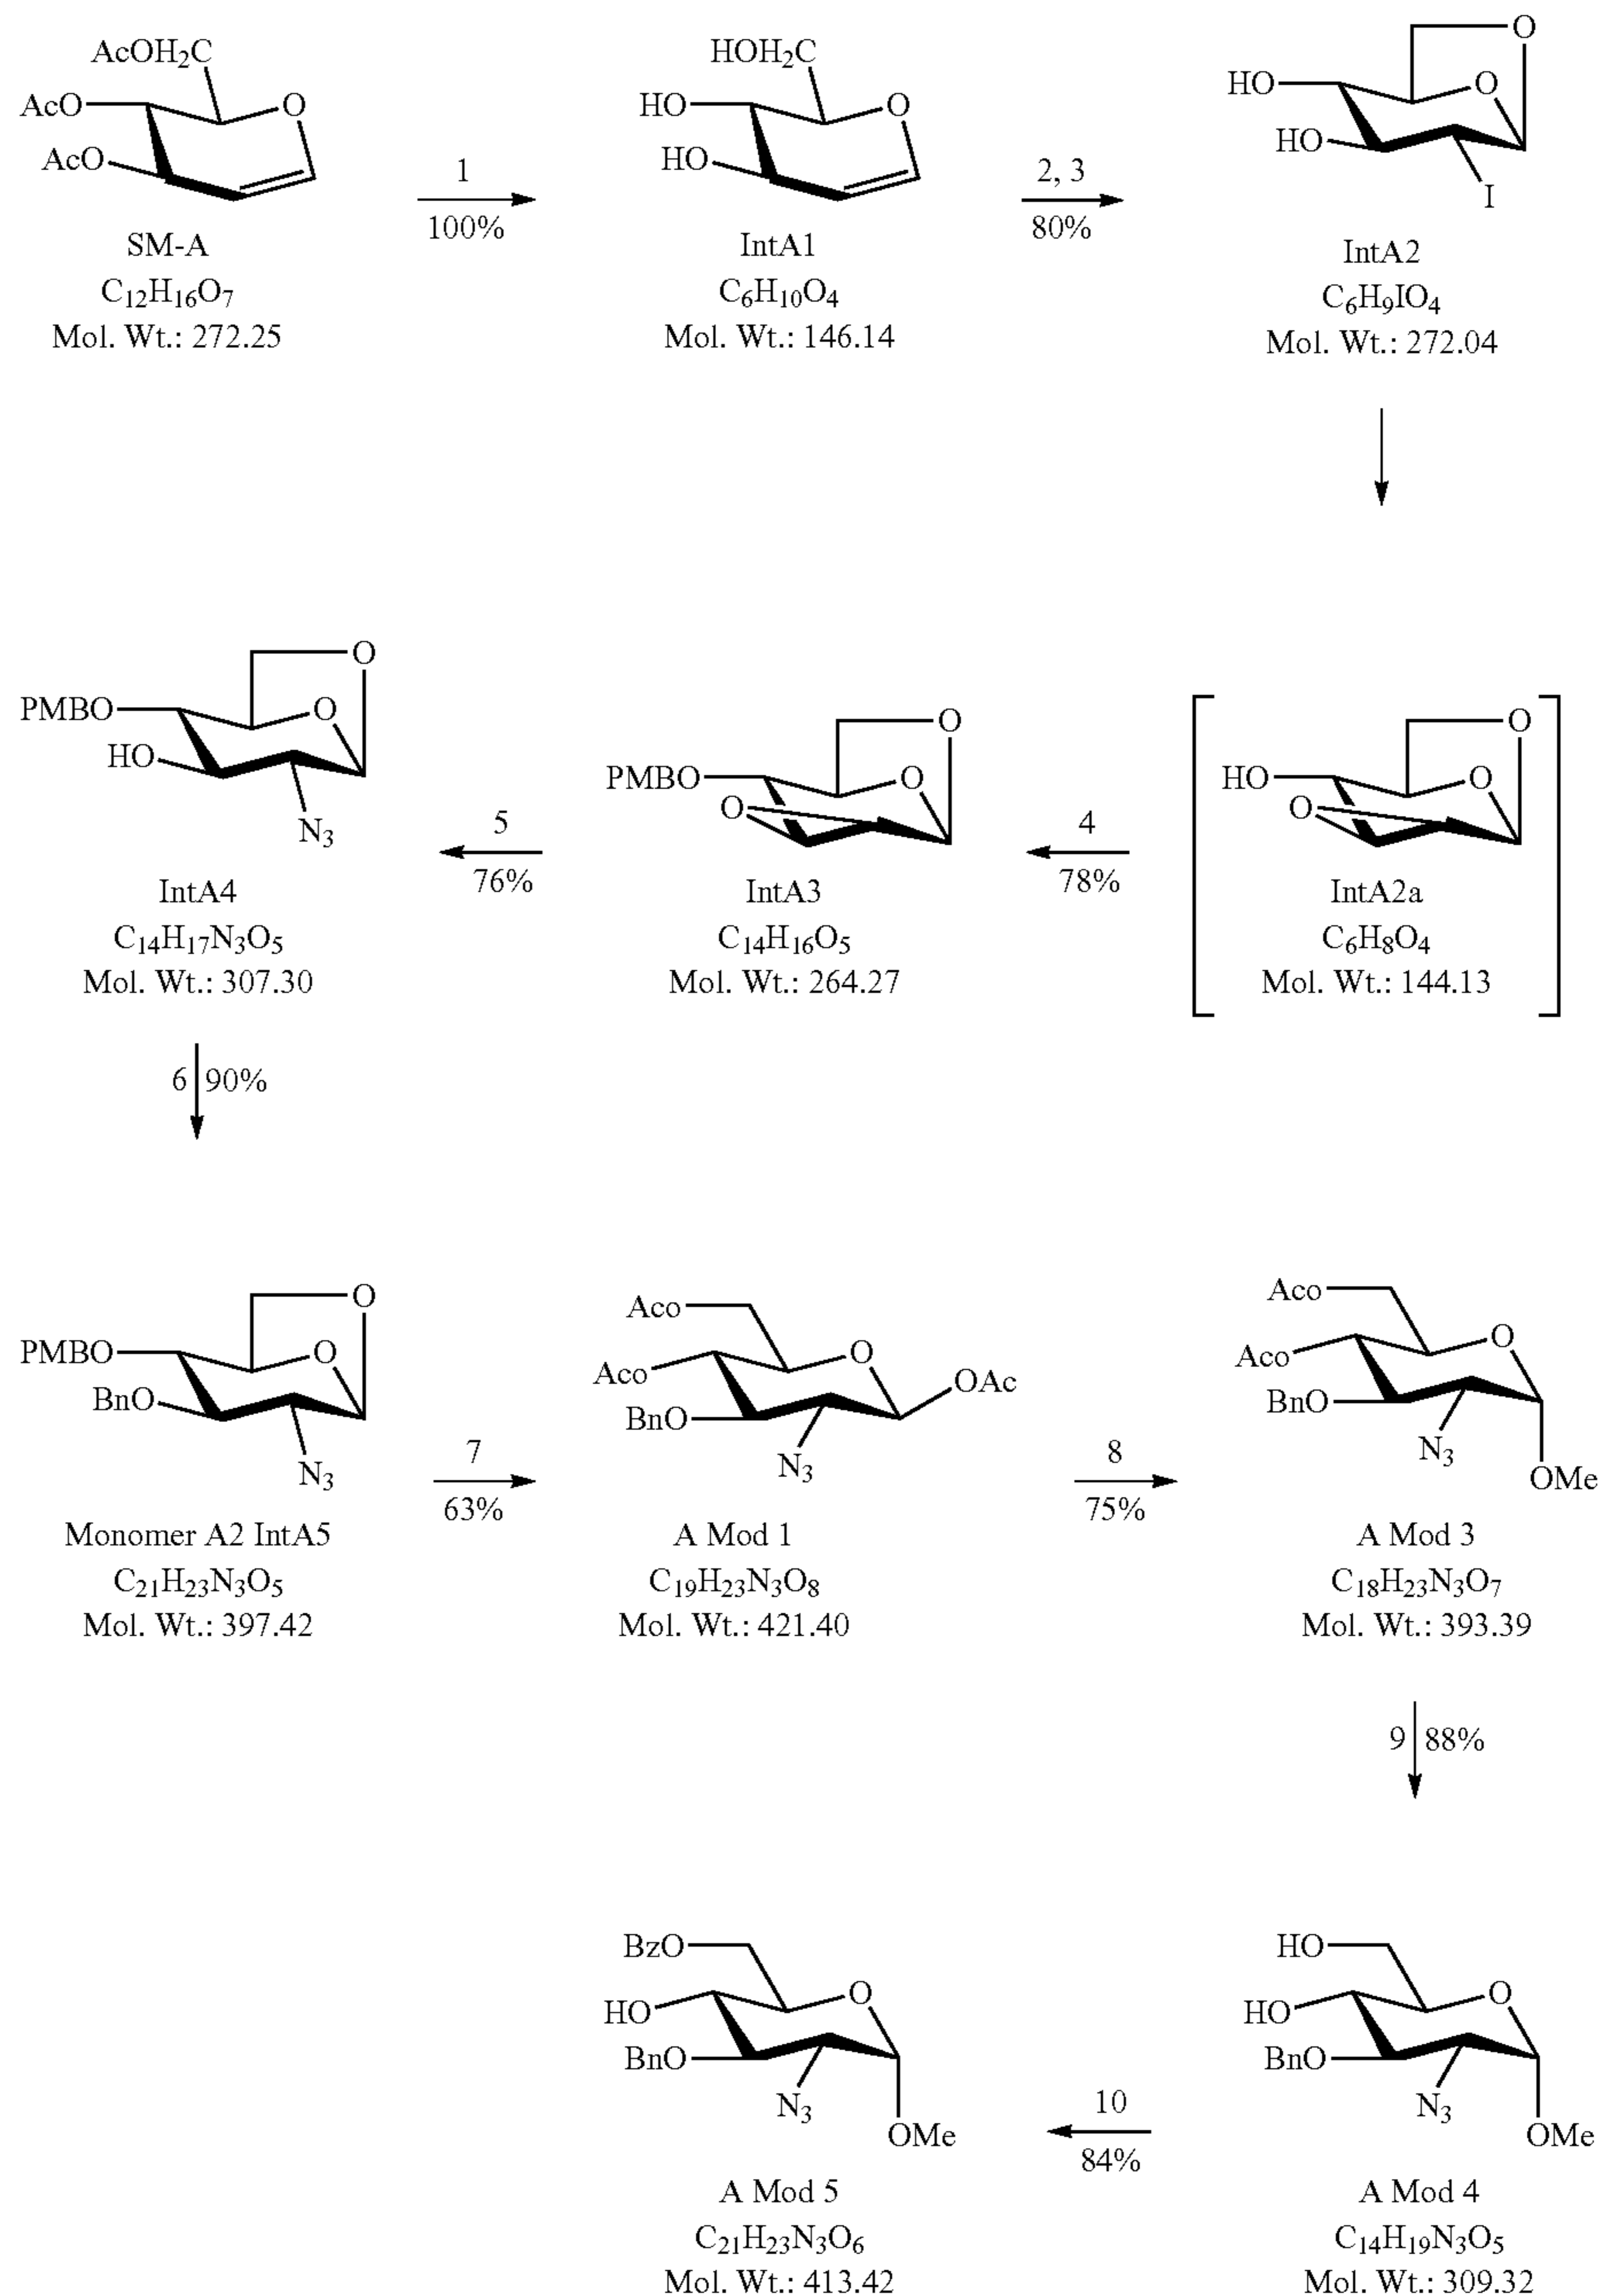 AcOH₂C
AcO
O
AcO
SM-A
C₁₂H₁₆O₇
Mol. Wt.: 272.25
1
100%
HOH₂C
HO
O
HO
IntA1
C₆H₁₀O₄
Mol. Wt.: 146.14
2, 3
80%
O
HO
O
HO
I
IntA2
C₆H₉IO₄
Mol. Wt.: 272.04
O
HO
O
O
IntA2a
C₆H₈O₄
Mol. Wt.: 144.13
4
78%
O
PMBO
O
O
IntA3
C₁₄H₁₆O₅
Mol. Wt.: 264.27
5
76%
O
PMBO
O
HO
N₃
IntA4
C₁₄H₁₇N₃O₅
Mol. Wt.: 307.30
6
90%
O
PMBO
O
BnO
N₃
Monomer A2 IntA5
C₂₁H₂₃N₃O₅
Mol. Wt.: 397.42
7
63%
Aco
O
Aco
OAc
BnO
N₃
A Mod 1
C₁₉H₂₃N₃O₈
Mol. Wt.: 421.40
8
75%
Aco
O
Aco
BnO
N₃
OMe
A Mod 3
C₁₈H₂₃N₃O₇
Mol. Wt.: 393.39
9
88%
HO
O
HO
BnO
N₃
OMe
A Mod 4
C₁₄H₁₉N₃O₅
Mol. Wt.: 309.32
10
84%
BzO
O
HO
BnO
N₃
OMe
A Mod 5
C₂₁H₂₃N₃O₆
Mol. Wt.: 413.42